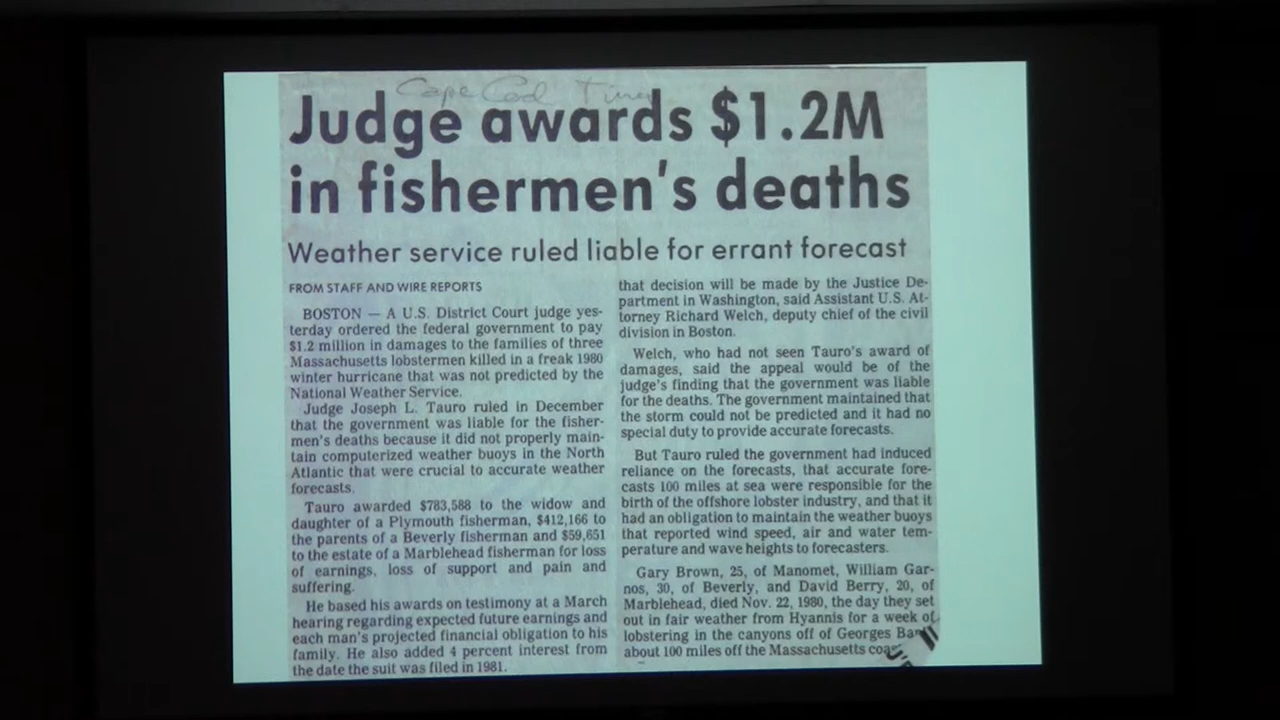 Cape Cod Times
Judge awards $1.2M
in fishermen's deaths
Weather service ruled liable for errant forecast
FROM STAFF AND WIRE REPORTS
BOSTON — A U.S. District Court judge yes-
terday ordered the federal government to pay
$1.2 million in damages to the families of three
Massachusetts lobstermen killed in a freak 1980
winter hurricane that was not predicted by the
National Weather Service.
Judge Joseph L. Tauro ruled in December
that the government was liable for the fisher-
men's deaths because it did not properly main-
tain computerized weather buoys in the North
Atlantic that were crucial to accurate weather
forecasts.
Tauro awarded $783,588 to the widow and
daughter of a Plymouth fisherman, $412,166 to
the parents of a Beverly fisherman and $59,651
to the estate of a Marblehead fisherman for loss
of earnings, loss of support and pain and
suffering.
He based his awards on testimony at a March
hearing regarding expected future earnings and
each man's projected financial obligation to his
family. He also added 4 percent interest from
the date the suit was filed in 1981.
that decision will be made by the Justice De-
partment in Washington, said Assistant U.S. At-
torney Richard Welch, deputy chief of the civil
division in Boston.
Welch, who had not seen Tauro's award of
damages, said the appeal would be of the
judge's finding that the government was liable
for the deaths. The government maintained that
the storm could not be predicted and it had no
special duty to provide accurate forecasts.
But Tauro ruled the government had induced
reliance on the forecasts, that accurate fore-
casts 100 miles at sea were responsible for the
birth of the offshore lobster industry, and that it
had an obligation to maintain the weather buoys
that reported wind speed, air and water tem-
perature and wave heights to forecasters.
Gary Brown, 25, of Manomet, William Gar-
nos, 30, of Beverly, and David Berry, 20, of
Marblehead, died Nov. 22, 1980, the day they set
out in fair weather from Hyannis for a week of
lobstering in the canyons off of Georges Bank
about 100 miles off the Massachusetts